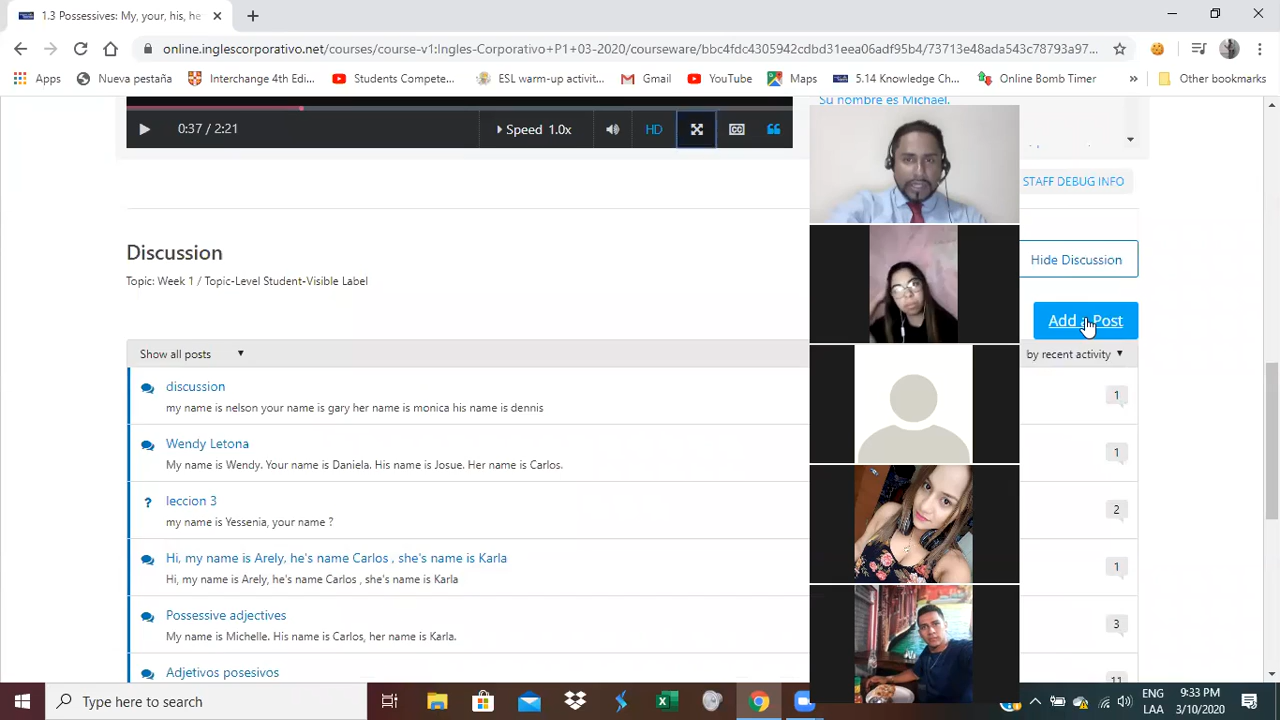 1.3 Possessives: My, your, his, he
online.inglescorporativo.net/courses/course-v1:Ingles-Corporativo+P1+03-2020/courseware/bbc4fdc4305942cdbd31eea06adf95b4/73713e48ada543c78793a97...
Apps Nueva pestaña Interchange 4th Edi... Students Compete... ESL warm-up activit... Gmail YouTube Maps 5.14 Knowledge Ch... Online Bomb Timer » Other bookmarks
Su nombre es Michael.
0:37 / 2:21 Speed 1.0x HD
STAFF DEBUG INFO
Discussion
Hide Discussion
Topic: Week 1 / Topic-Level Student-Visible Label
Add a Post
Show all posts by recent activity
discussion 1
my name is nelson your name is gary her name is monica his name is dennis
Wendy Letona 1
My name is Wendy. Your name is Daniela. His name is Josue. Her name is Carlos.
leccion 3 2
my name is Yessenia, your name ?
Hi, my name is Arely, he's name Carlos , she's name is Karla 1
Hi, my name is Arely, he's name Carlos , she's name is Karla
Possessive adjectives 3
My name is Michelle. His name is Carlos, her name is Karla.
Adjetivos posesivos
Type here to search
ENG 9:33 PM
LAA 3/10/2020